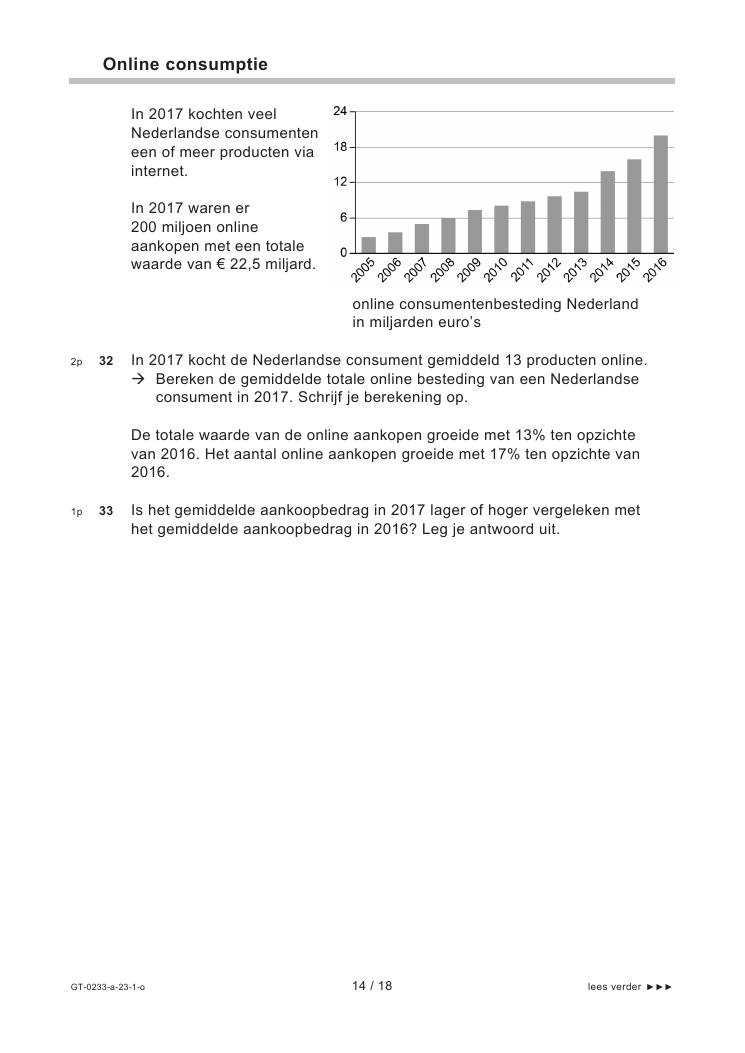 Online consumptie
In 2017 kochten veel
Nederlandse consumenten
een of meer producten via
internet.
In 2017 waren er
200 miljoen online
aankopen met een totale
waarde van € 22,5 miljard.
24
18
12
6
0
2005 2006 2007 2008 2009 2010 2011 2012 2013 2014 2015 2016
online consumentenbesteding Nederland
in miljarden euro's
2p 32 In 2017 kocht de Nederlandse consument gemiddeld 13 producten online.
→ Bereken de gemiddelde totale online besteding van een Nederlandse
consument in 2017. Schrijf je berekening op.
De totale waarde van de online aankopen groeide met 13% ten opzichte
van 2016. Het aantal online aankopen groeide met 17% ten opzichte van
2016.
1p 33 Is het gemiddelde aankoopbedrag in 2017 lager of hoger vergeleken met
het gemiddelde aankoopbedrag in 2016? Leg je antwoord uit.
GT-0233-a-23-1-o 14 / 18 lees verder ►►►